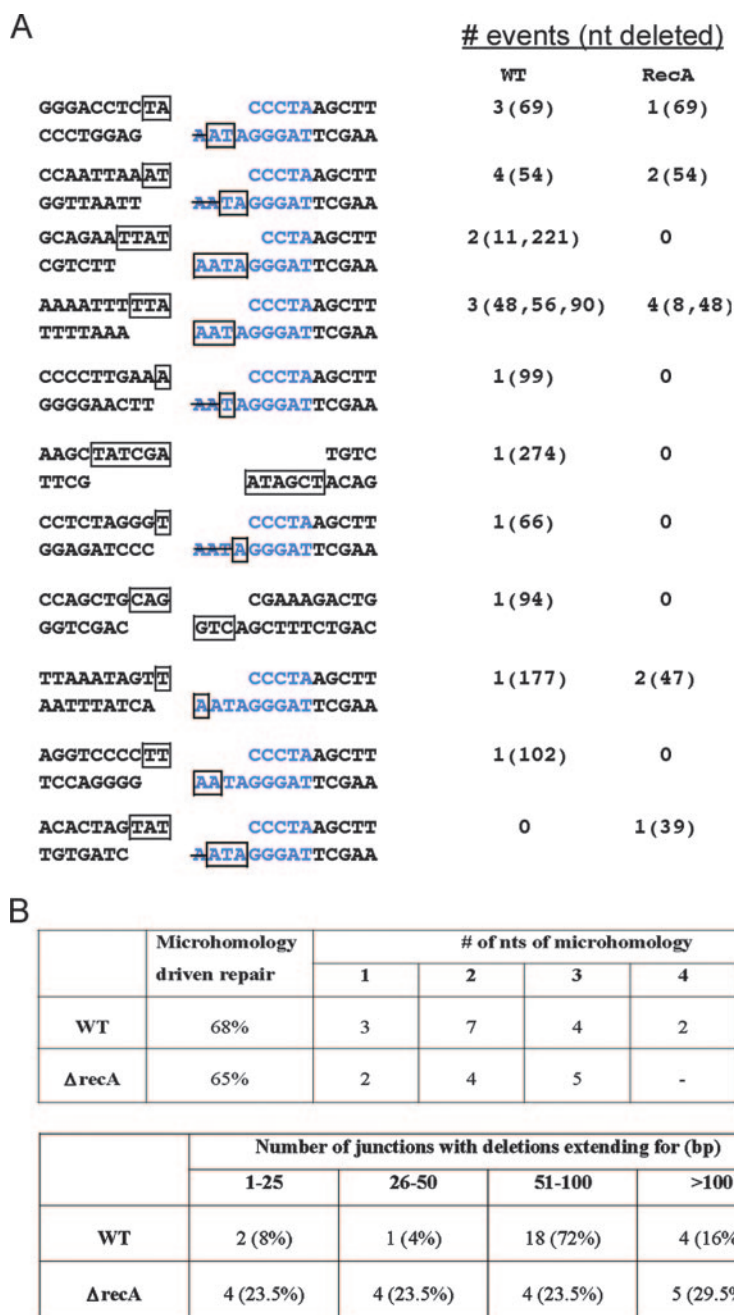 A
# events (nt deleted)
WT RecA
GGGACCTCTA CCCTAAGCTT 3(69) 1(69)
CCCTGGAG AATAGGGATTCGAA
CCAATTAAAT CCCTAAGCTT 4(54) 2(54)
GGTTAATT AATAGGGATTCGAA
GCAGAATTAT CCTAAGCTT 2(11,221) 0
CGTCTT AATAGGGATTCGAA
AAAATTTTTA CCCTAAGCTT 3(48,56,90) 4(8,48)
TTTTAAA AATAGGGATTCGAA
CCCCTTGAAA CCCTAAGCTT 1(99) 0
GGGGAACTT AATAGGGATTCGAA
AAGCTATCGA TGTC 1(274) 0
TTCG ATAGCTACAG
CCTCTAGGGT CCCTAAGCTT 1(66) 0
GGAGATCCC AATAGGGATTCGAA
CCAGCTGCAG CGAAAGACTG 1(94) 0
GGTCGAC GTCAGCTTTCTGAC
TTAAATAGTT CCCTAAGCTT 1(177) 2(47)
AATTTATCA AATAGGGATTCGAA
AGGTCCCCTT CCCTAAGCTT 1(102) 0
TCCAGGGG AATAGGGATTCGAA
ACACTAGTAT CCCTAAGCTT 0 1(39)
TGTGATC AATAGGGATTCGAA
B
Microhomology driven repair # of nts of microhomology
1 2 3 4
WT 68% 3 7 4 2
ΔrecA 65% 2 4 5 -
Number of junctions with deletions extending for (bp)
1-25 26-50 51-100 >100
WT 2 (8%) 1 (4%) 18 (72%) 4 (16%
ΔrecA 4 (23.5%) 4 (23.5%) 4 (23.5%) 5 (29.5%